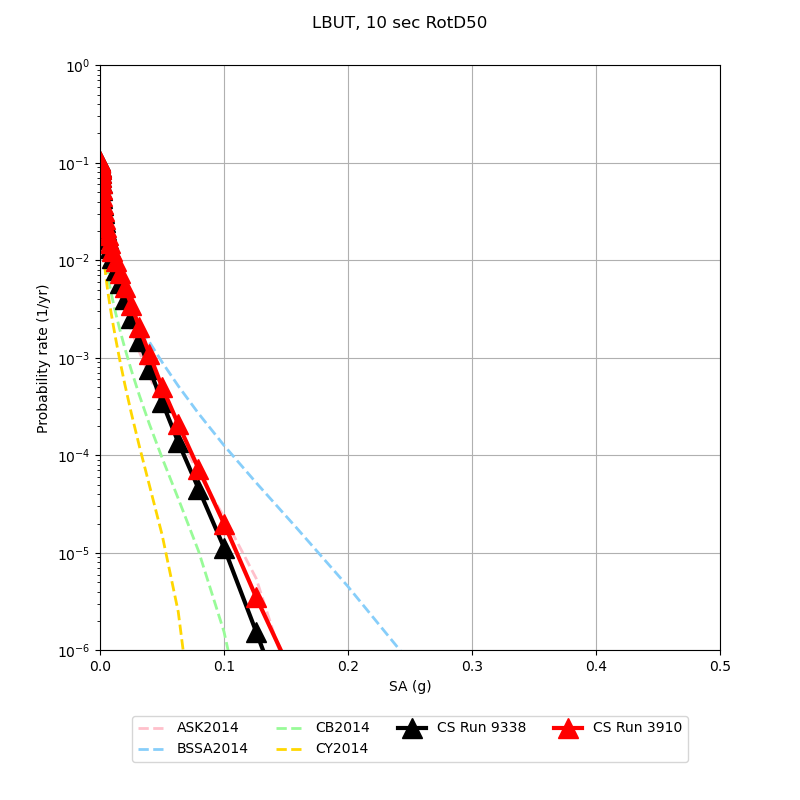 LBUT, 10 sec RotD50
10^0
10^-1
10^-2
10^-3
10^-4
10^-5
10^-6
Probability rate (1/yr)
0.0 0.1 0.2 0.3 0.4 0.5
SA (g)
ASK2014 CB2014 CS Run 9338 CS Run 3910
BSSA2014 CY2014